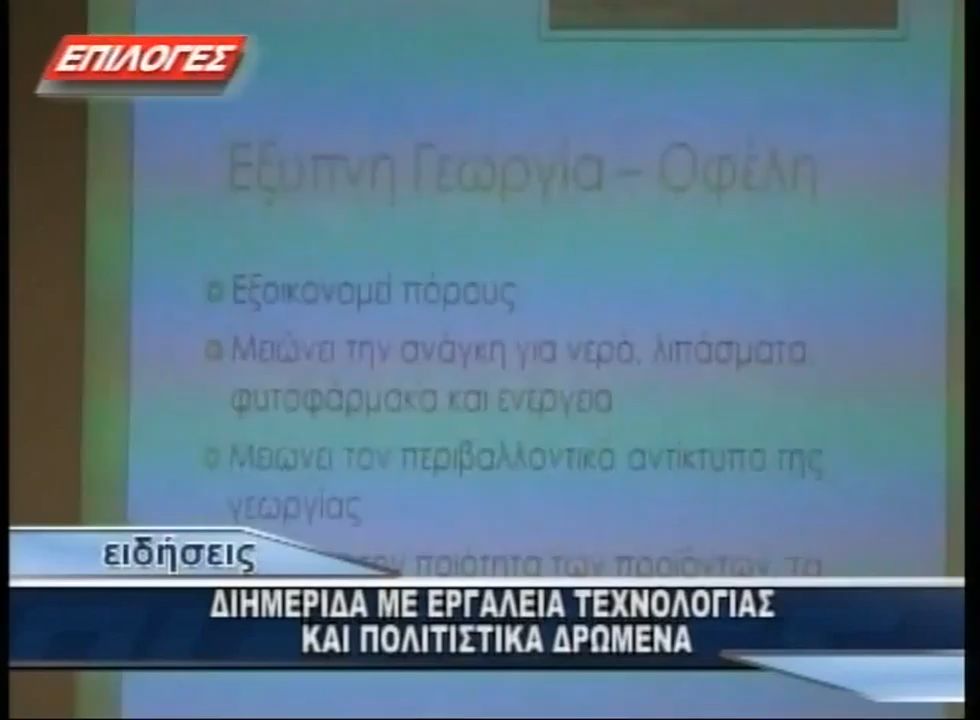 ΕΠΙΛΟΓΕΣ
Έξυπνη Γεωργία – Οφέλη
Εξοικονομεί πόρους
Μειώνει την ανάγκη για νερό, λιπάσματα,
φυτοφάρμακα και ενέργεια
Μειώνει τον περιβαλλοντικό αντίκτυπο της
γεωργίας
ποιότητα των προϊόντων, τα
ειδήσεις
ΔΙΗΜΕΡΙΔΑ ΜΕ ΕΡΓΑΛΕΙΑ ΤΕΧΝΟΛΟΓΙΑΣ
ΚΑΙ ΠΟΛΙΤΙΣΤΙΚΑ ΔΡΩΜΕΝΑ